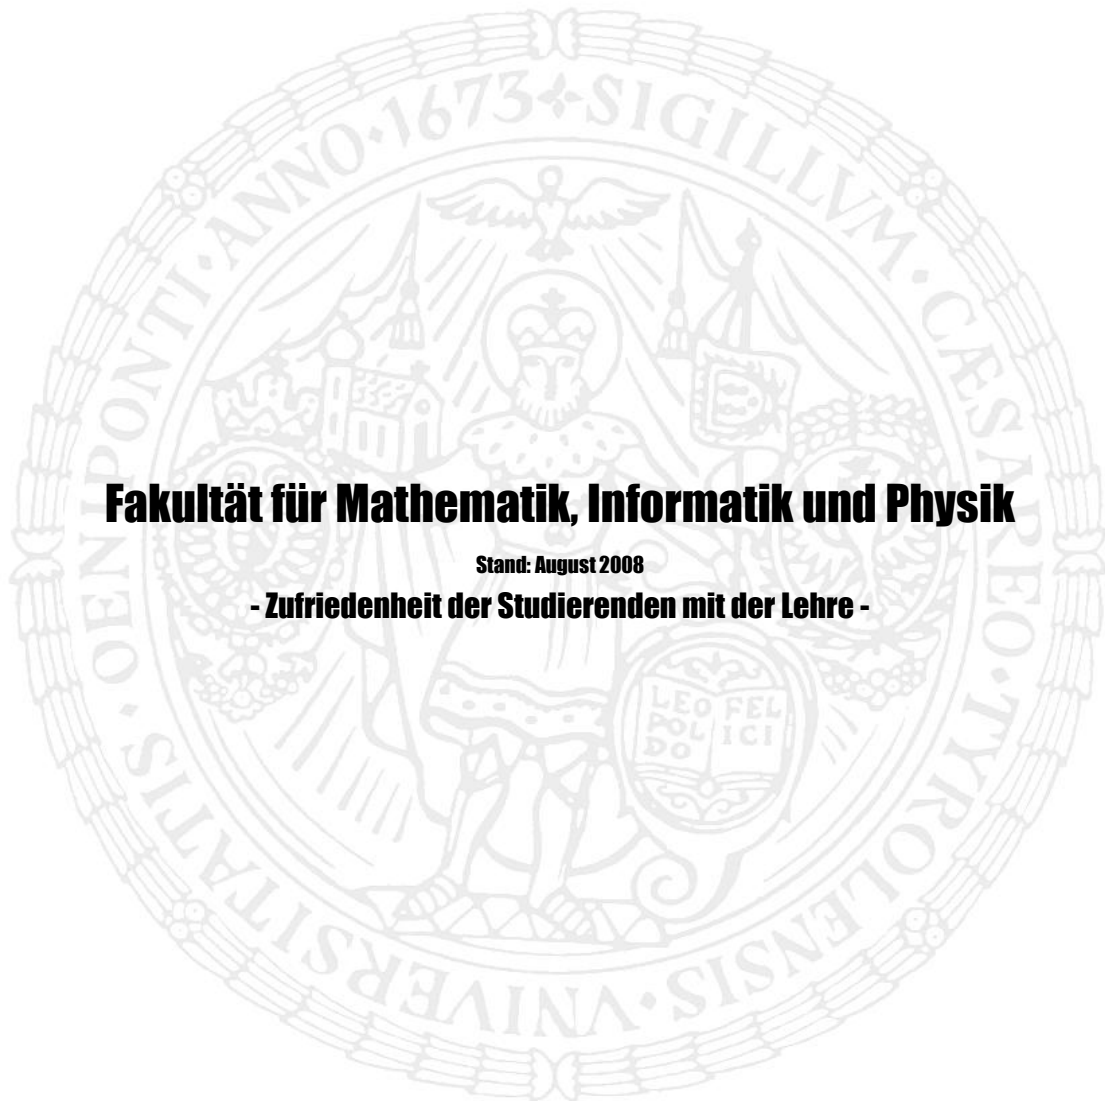 ANNO·1673✤SIGILLVM·CÆSAREO·TYROLENSIS·VNIVERSITATIS·OENIPONTI·
Fakultät für Mathematik, Informatik und Physik
Stand: August 2008
- Zufriedenheit der Studierenden mit der Lehre -
LEO FEL
POL ICI
DO